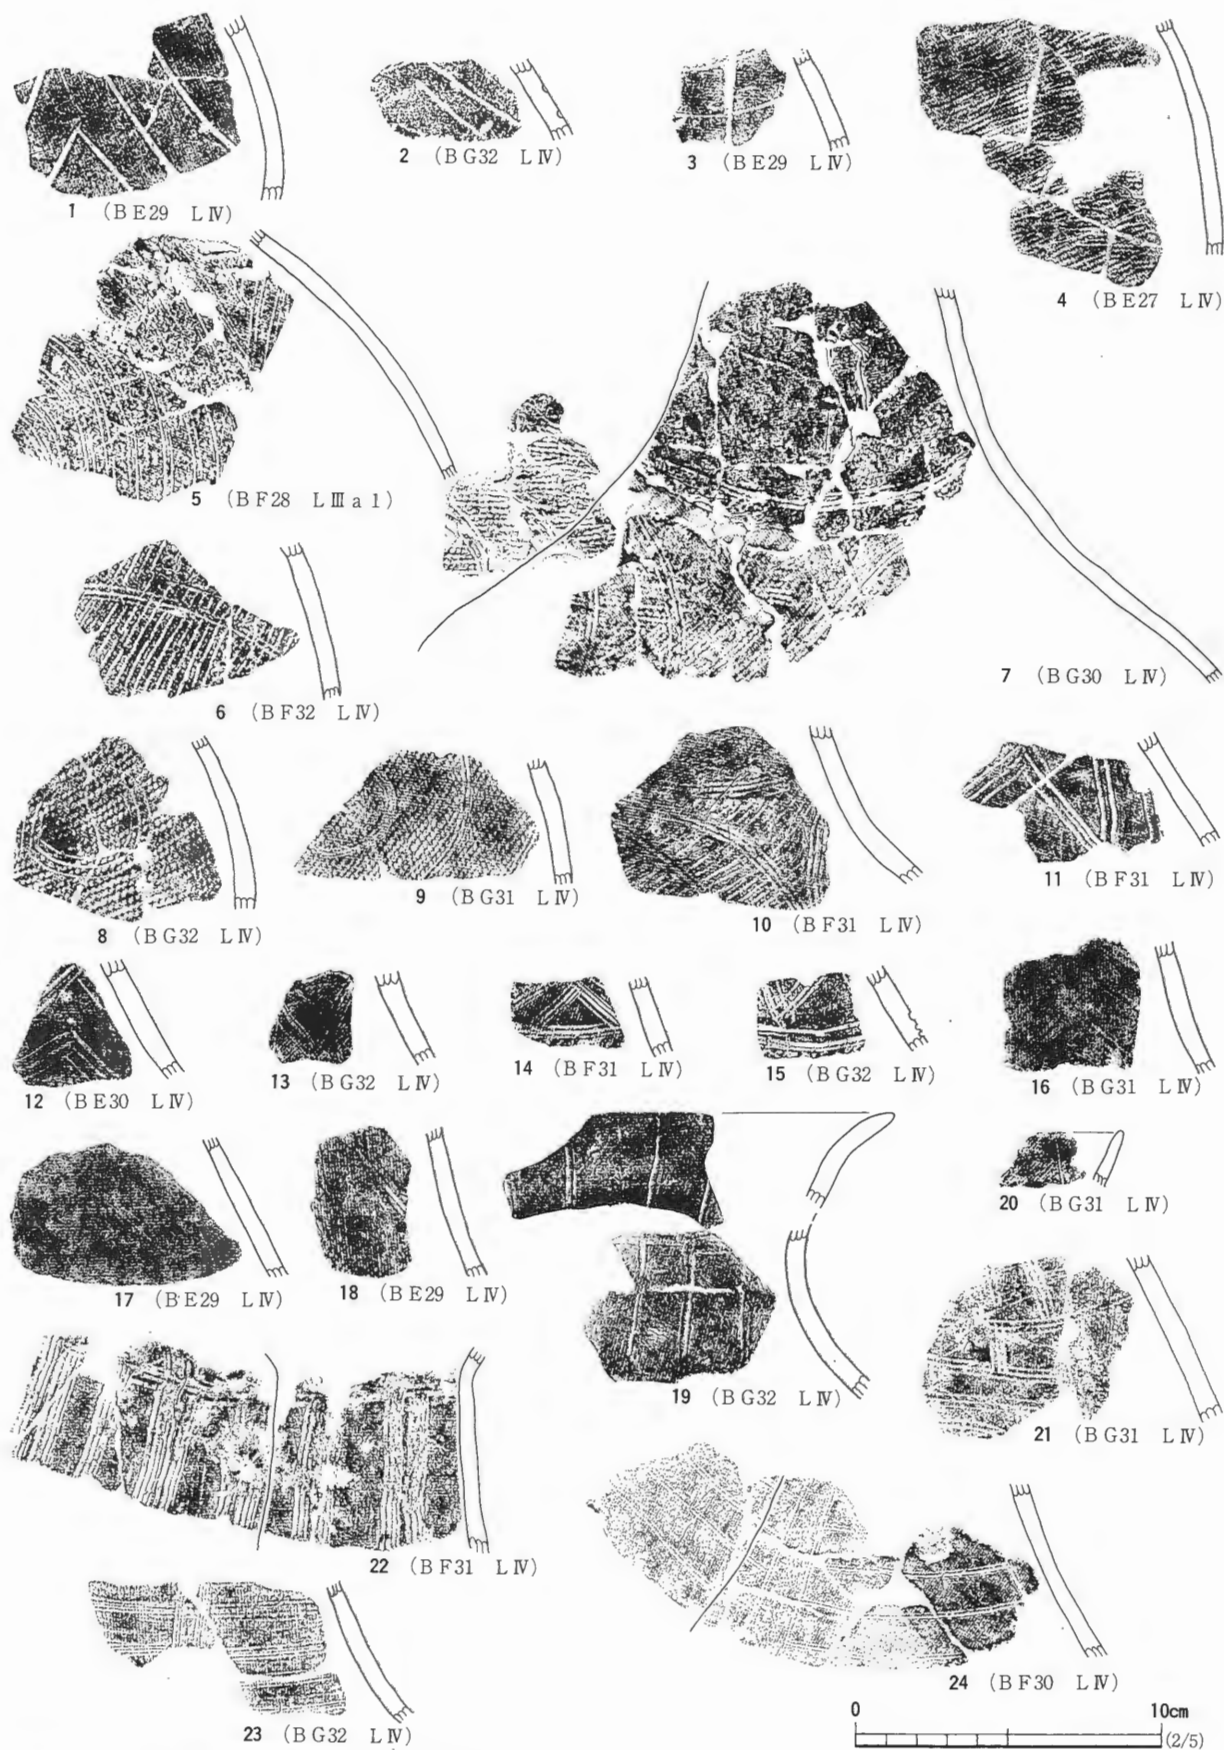 1 (BE29 LⅣ)
2 (BG32 LⅣ)
3 (BE29 LⅣ)
4 (BE27 LⅣ)
5 (BF28 LⅢa1)
6 (BF32 LⅣ)
7 (BG30 LⅣ)
8 (BG32 LⅣ)
9 (BG31 LⅣ)
10 (BF31 LⅣ)
11 (BF31 LⅣ)
12 (BE30 LⅣ)
13 (BG32 LⅣ)
14 (BF31 LⅣ)
15 (BG32 LⅣ)
16 (BG31 LⅣ)
17 (BE29 LⅣ)
18 (BE29 LⅣ)
19 (BG32 LⅣ)
20 (BG31 LⅣ)
21 (BG31 LⅣ)
22 (BF31 LⅣ)
23 (BG32 LⅣ)
24 (BF30 LⅣ)
0 10cm
(2/5)